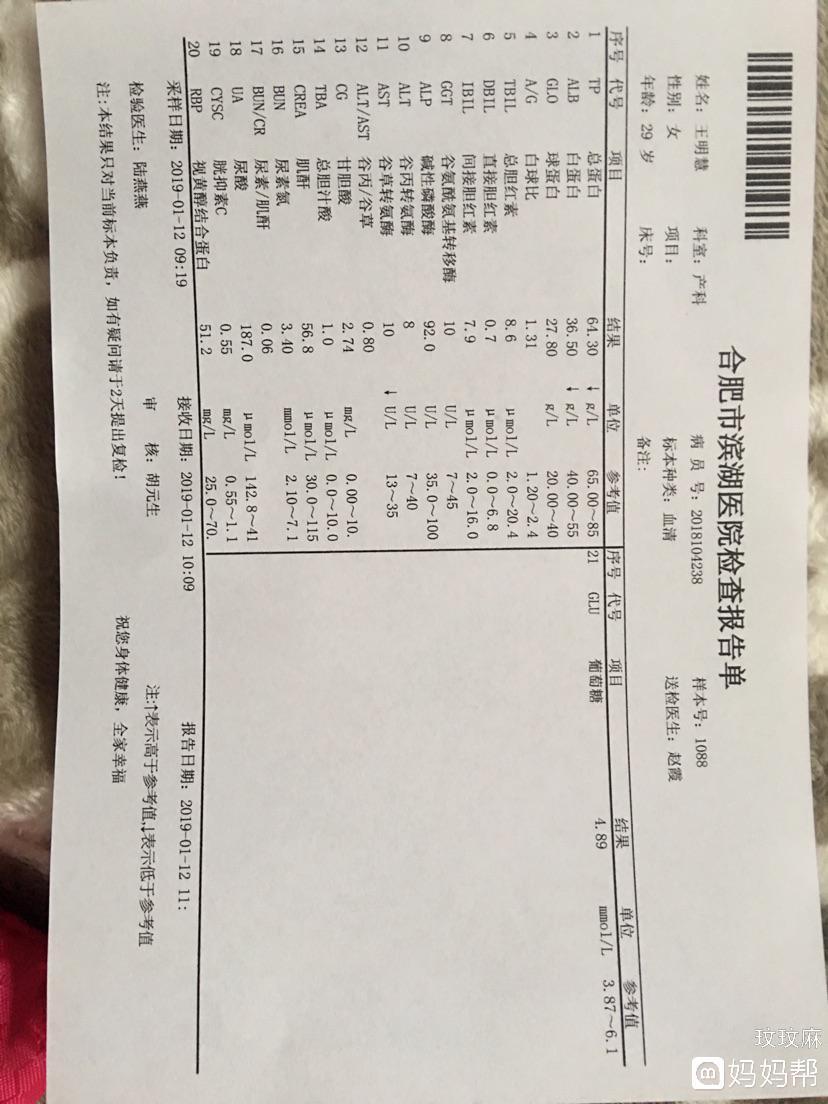 玟玟麻
妈妈帮
合肥市滨湖医院检查报告单
姓名: 王明慧 科室: 产科 病 员 号: 2018104238 样本号: 1088
性别: 女 项目: 标本种类: 血清 送检医生: 赵霞
年龄: 29 岁 床号: 备注:
序号 代号 项目 结果 单位 参考值 序号 代号 项目 结果 单位 参考值
1 TP 总蛋白 64.30 ↓ g/L 65.00~85 21 GLU 葡萄糖 4.89 mmol/L 3.87~6.1
2 ALB 白蛋白 36.50 ↓ g/L 40.00~55
3 GLO 球蛋白 27.80 g/L 20.00~40
4 A/G 白球比 1.31 1.20~2.4
5 TBIL 总胆红素 8.6 μmol/L 2.0~20.4
6 DBIL 直接胆红素 0.7 μmol/L 0.0~6.8
7 IBIL 间接胆红素 7.9 μmol/L 2.0~16.0
8 GGT 谷氨酰氨基转移酶 10 U/L 7~45
9 ALP 碱性磷酸酶 92.0 U/L 35.0~100
10 ALT 谷丙转氨酶 8 U/L 7~40
11 AST 谷草转氨酶 10 ↓ U/L 13~35
12 ALT/AST 谷丙/谷草 0.80
13 CG 甘胆酸 2.74 mg/L 0.00~10.
14 TBA 总胆汁酸 1.0 μmol/L 0.0~10.0
15 CREA 肌酐 56.8 μmol/L 30.0~115
16 BUN 尿素氮 3.40 mmol/L 2.10~7.1
17 BUN/CR 尿素/肌酐 0.06
18 UA 尿酸 187.0 μmol/L 142.8~41
19 CYSC 胱抑素C 0.55 mg/L 0.55~1.1
20 RBP 视黄醇结合蛋白 51.2 mg/L 25.0~70.
采样日期: 2019-01-12 09:19 接收日期: 2019-01-12 10:09 报告日期: 2019-01-12 11:
检验医生: 陆燕燕 审 核: 胡元生 注:↑表示高于参考值,↓表示低于参考值
注:本结果只对当前标本负责，如有疑问请于2天提出复检! 祝您身体健康，全家幸福